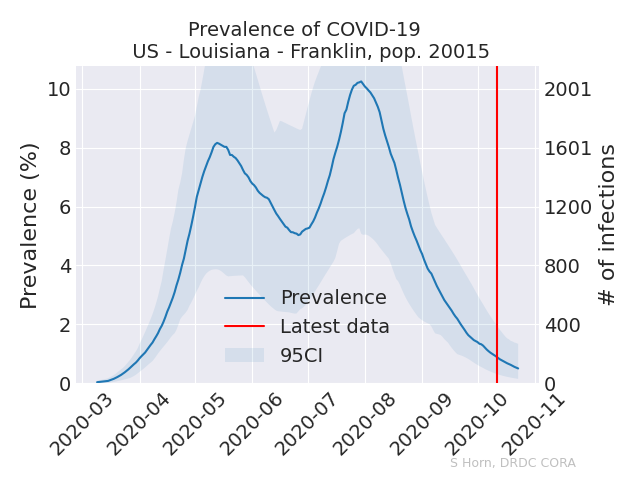 Prevalence of COVID-19
US - Louisiana - Franklin, pop. 20015
Prevalence (%)
10
8
6
4
2
0
2001
1601
1200
800
400
0
# of infections
Prevalence
Latest data
95CI
2020-03
2020-04
2020-05
2020-06
2020-07
2020-08
2020-09
2020-10
2020-11
S Horn, DRDC CORA